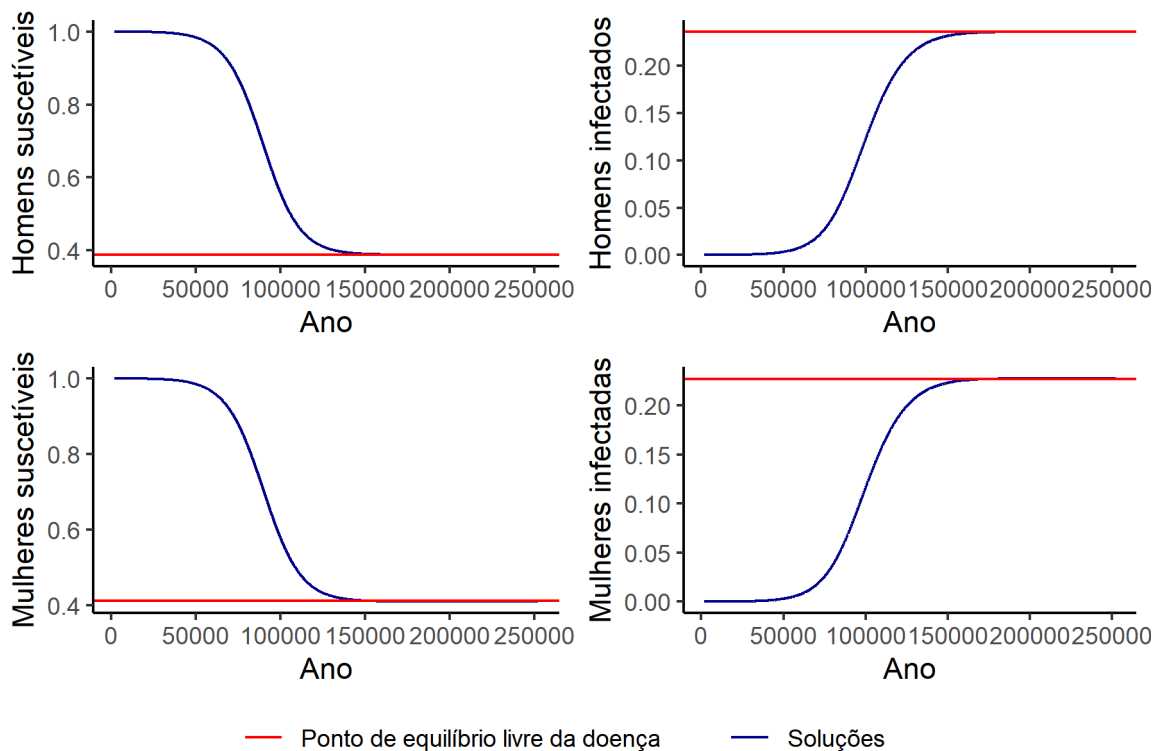 Homens suscetíveis
1.0
0.8
0.6
0.4
0 50000 100000 150000 200000 250000
Ano
Homens infectados
0.20
0.15
0.10
0.05
0.00
0 50000 100000 150000 200000 250000
Ano
Mulheres suscetíveis
1.0
0.8
0.6
0.4
0 50000 100000 150000 200000 250000
Ano
Mulheres infectadas
0.20
0.15
0.10
0.05
0.00
0 50000 100000 150000 200000 250000
Ano
Ponto de equilíbrio livre da doença Soluções